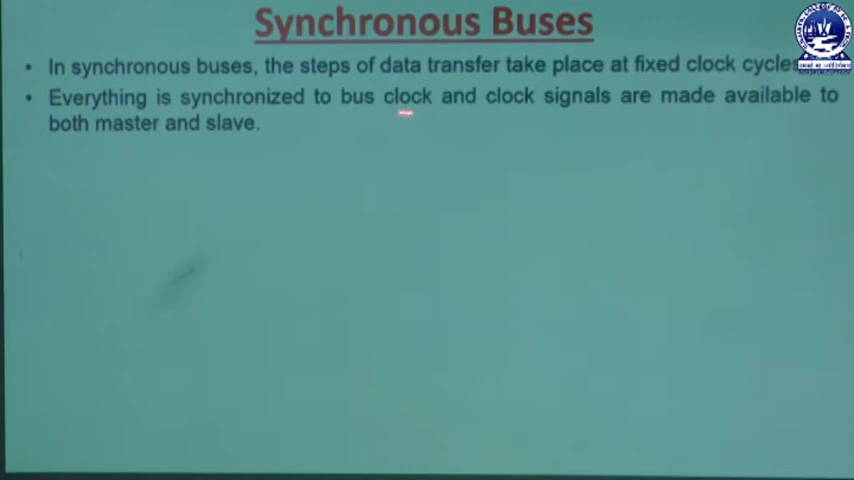 Synchronous Buses
• In synchronous buses, the steps of data transfer take place at fixed clock cycles
• Everything is synchronized to bus clock and clock signals are made available to
both master and slave.